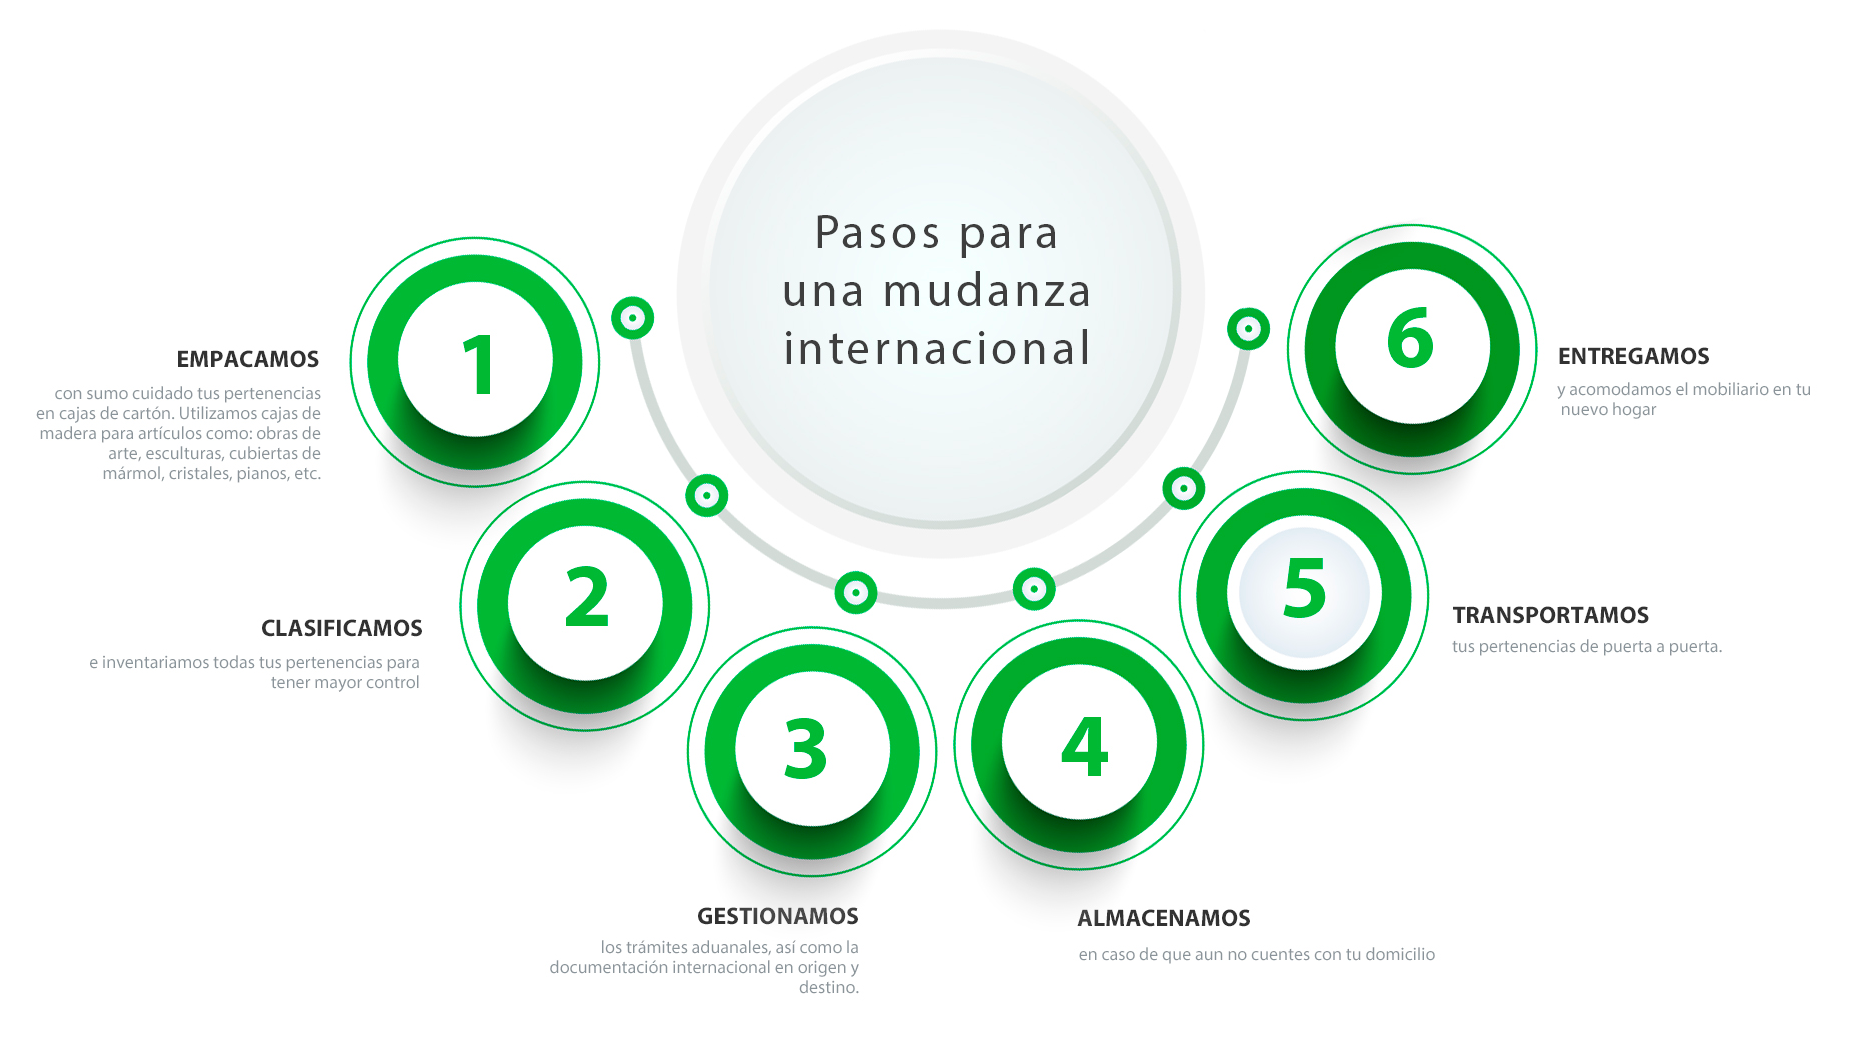 Pasos para
una mudanza
internacional
1
EMPACAMOS
con sumo cuidado tus pertenencias
en cajas de cartón. Utilizamos cajas de
madera para artículos como: obras de
arte, esculturas, cubiertas de
mármol, cristales, pianos, etc.
2
CLASIFICAMOS
e inventariamos todas tus pertenencias para
tener mayor control
3
GESTIONAMOS
los trámites aduanales, así como la
documentación internacional en origen y
destino.
4
ALMACENAMOS
en caso de que aun no cuentes con tu domicilio
5
TRANSPORTAMOS
tus pertenencias de puerta a puerta.
6
ENTREGAMOS
y acomodamos el mobiliario en tu
nuevo hogar